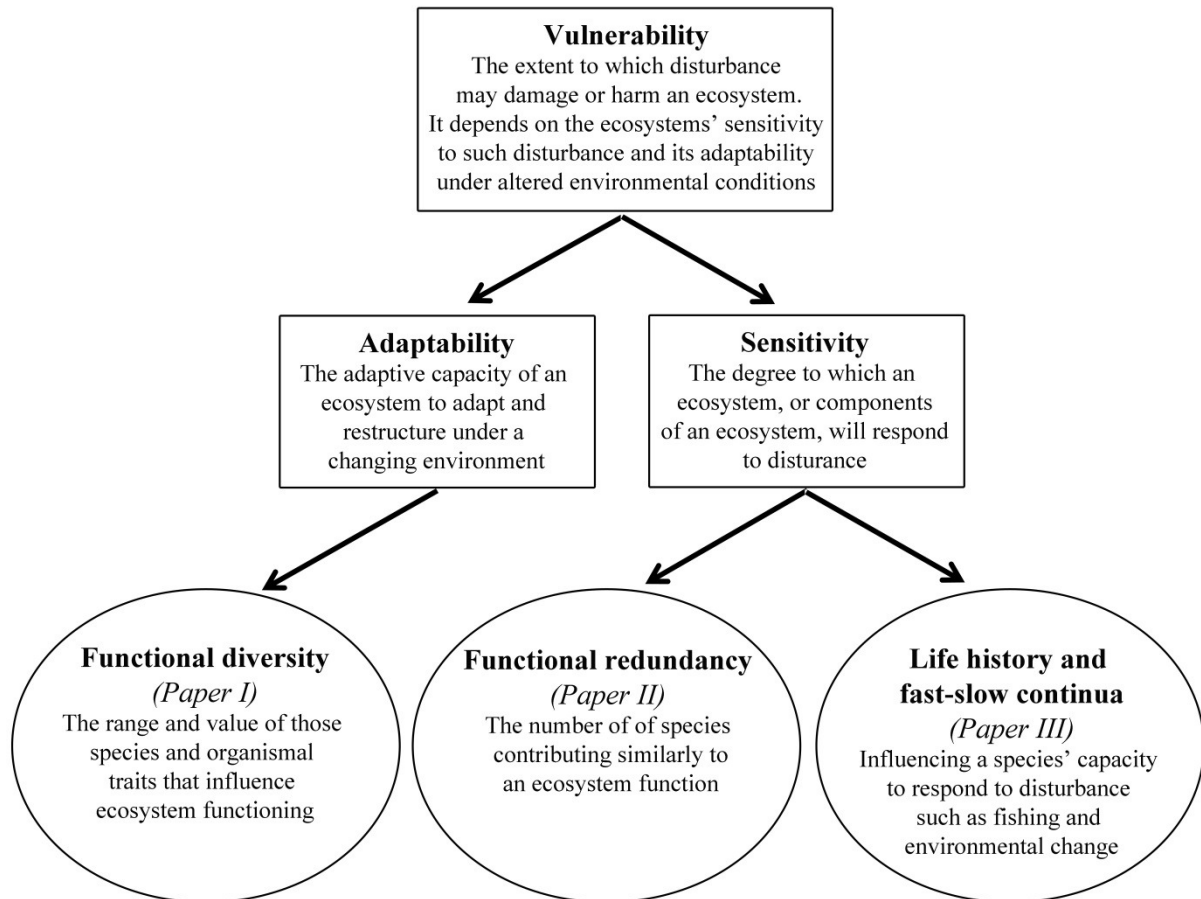 Vulnerability
The extent to which disturbance
may damage or harm an ecosystem.
It depends on the ecosystems’ sensitivity
to such disturbance and its adaptability
under altered environmental conditions
Adaptability
The adaptive capacity of an
ecosystem to adapt and
restructure under a
changing environment
Sensitivity
The degree to which an
ecosystem, or components
of an ecosystem, will respond
to disturance
Functional diversity
(Paper I)
The range and value of those
species and organismal
traits that influence
ecosystem functioning
Functional redundancy
(Paper II)
The number of of species
contributing similarly to
an ecosystem function
Life history and
fast-slow continua
(Paper III)
Influencing a species’ capacity
to respond to disturbance
such as fishing and
environmental change